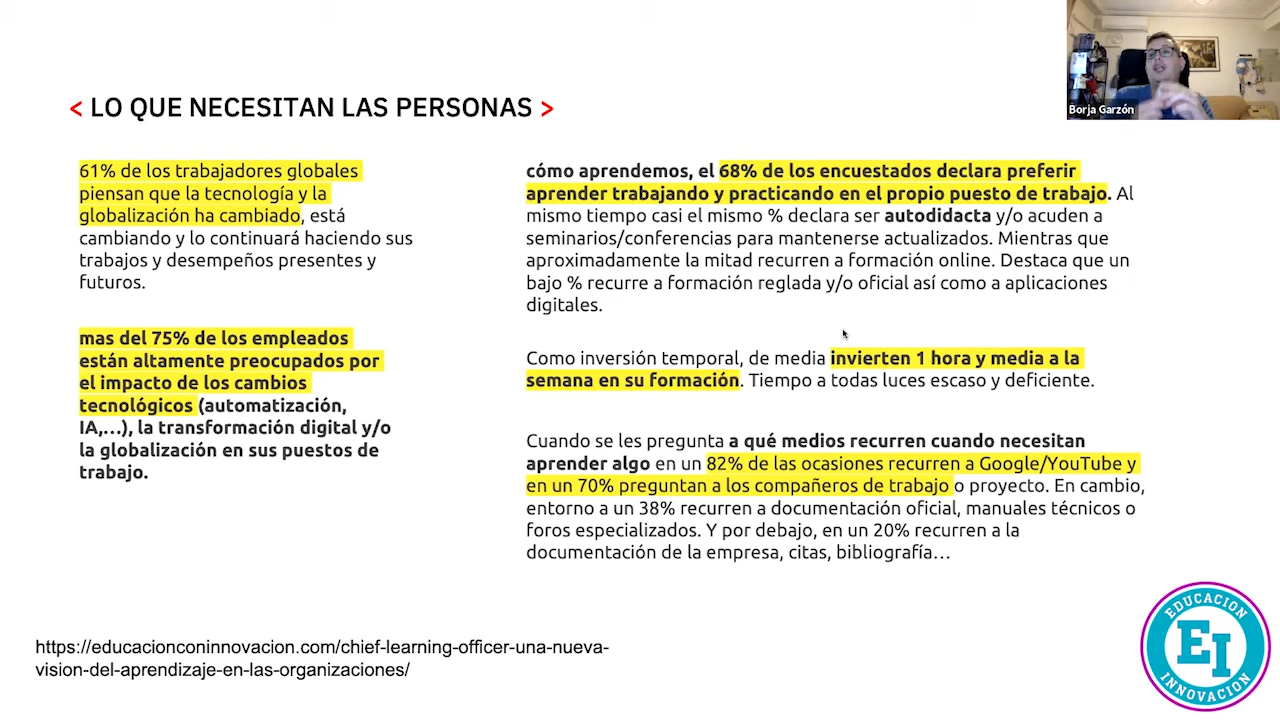 Borja Garzón
< LO QUE NECESITAN LAS PERSONAS >
61% de los trabajadores globales
piensan que la tecnología y la
globalización ha cambiado, está
cambiando y lo continuará haciendo sus
trabajos y desempeños presentes y
futuros.
mas del 75% de los empleados
están altamente preocupados por
el impacto de los cambios
tecnológicos (automatización,
IA,...), la transformación digital y/o
la globalización en sus puestos de
trabajo.
cómo aprendemos, el 68% de los encuestados declara preferir
aprender trabajando y practicando en el propio puesto de trabajo. Al
mismo tiempo casi el mismo % declara ser autodidacta y/o acuden a
seminarios/conferencias para mantenerse actualizados. Mientras que
aproximadamente la mitad recurren a formación online. Destaca que un
bajo % recurre a formación reglada y/o oficial así como a aplicaciones
digitales.
Como inversión temporal, de media invierten 1 hora y media a la
semana en su formación. Tiempo a todas luces escaso y deficiente.
Cuando se les pregunta a qué medios recurren cuando necesitan
aprender algo en un 82% de las ocasiones recurren a Google/YouTube y
en un 70% preguntan a los compañeros de trabajo o proyecto. En cambio,
entorno a un 38% recurren a documentación oficial, manuales técnicos o
foros especializados. Y por debajo, en un 20% recurren a la
documentación de la empresa, citas, bibliografía...
https://educacionconinnovacion.com/chief-learning-officer-una-nueva-
vision-del-aprendizaje-en-las-organizaciones/
EDUCACION
EI
INNOVACION